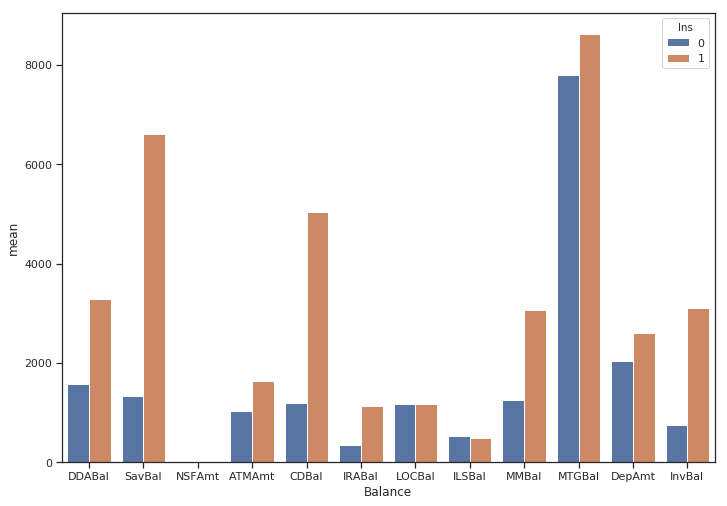 Ins
0
1
mean
8000
6000
4000
2000
0
DDABal SavBal NSFAmt ATMAmt CDBal IRABal LOCBal ILSBal MMBal MTGBal DepAmt InvBal
Balance